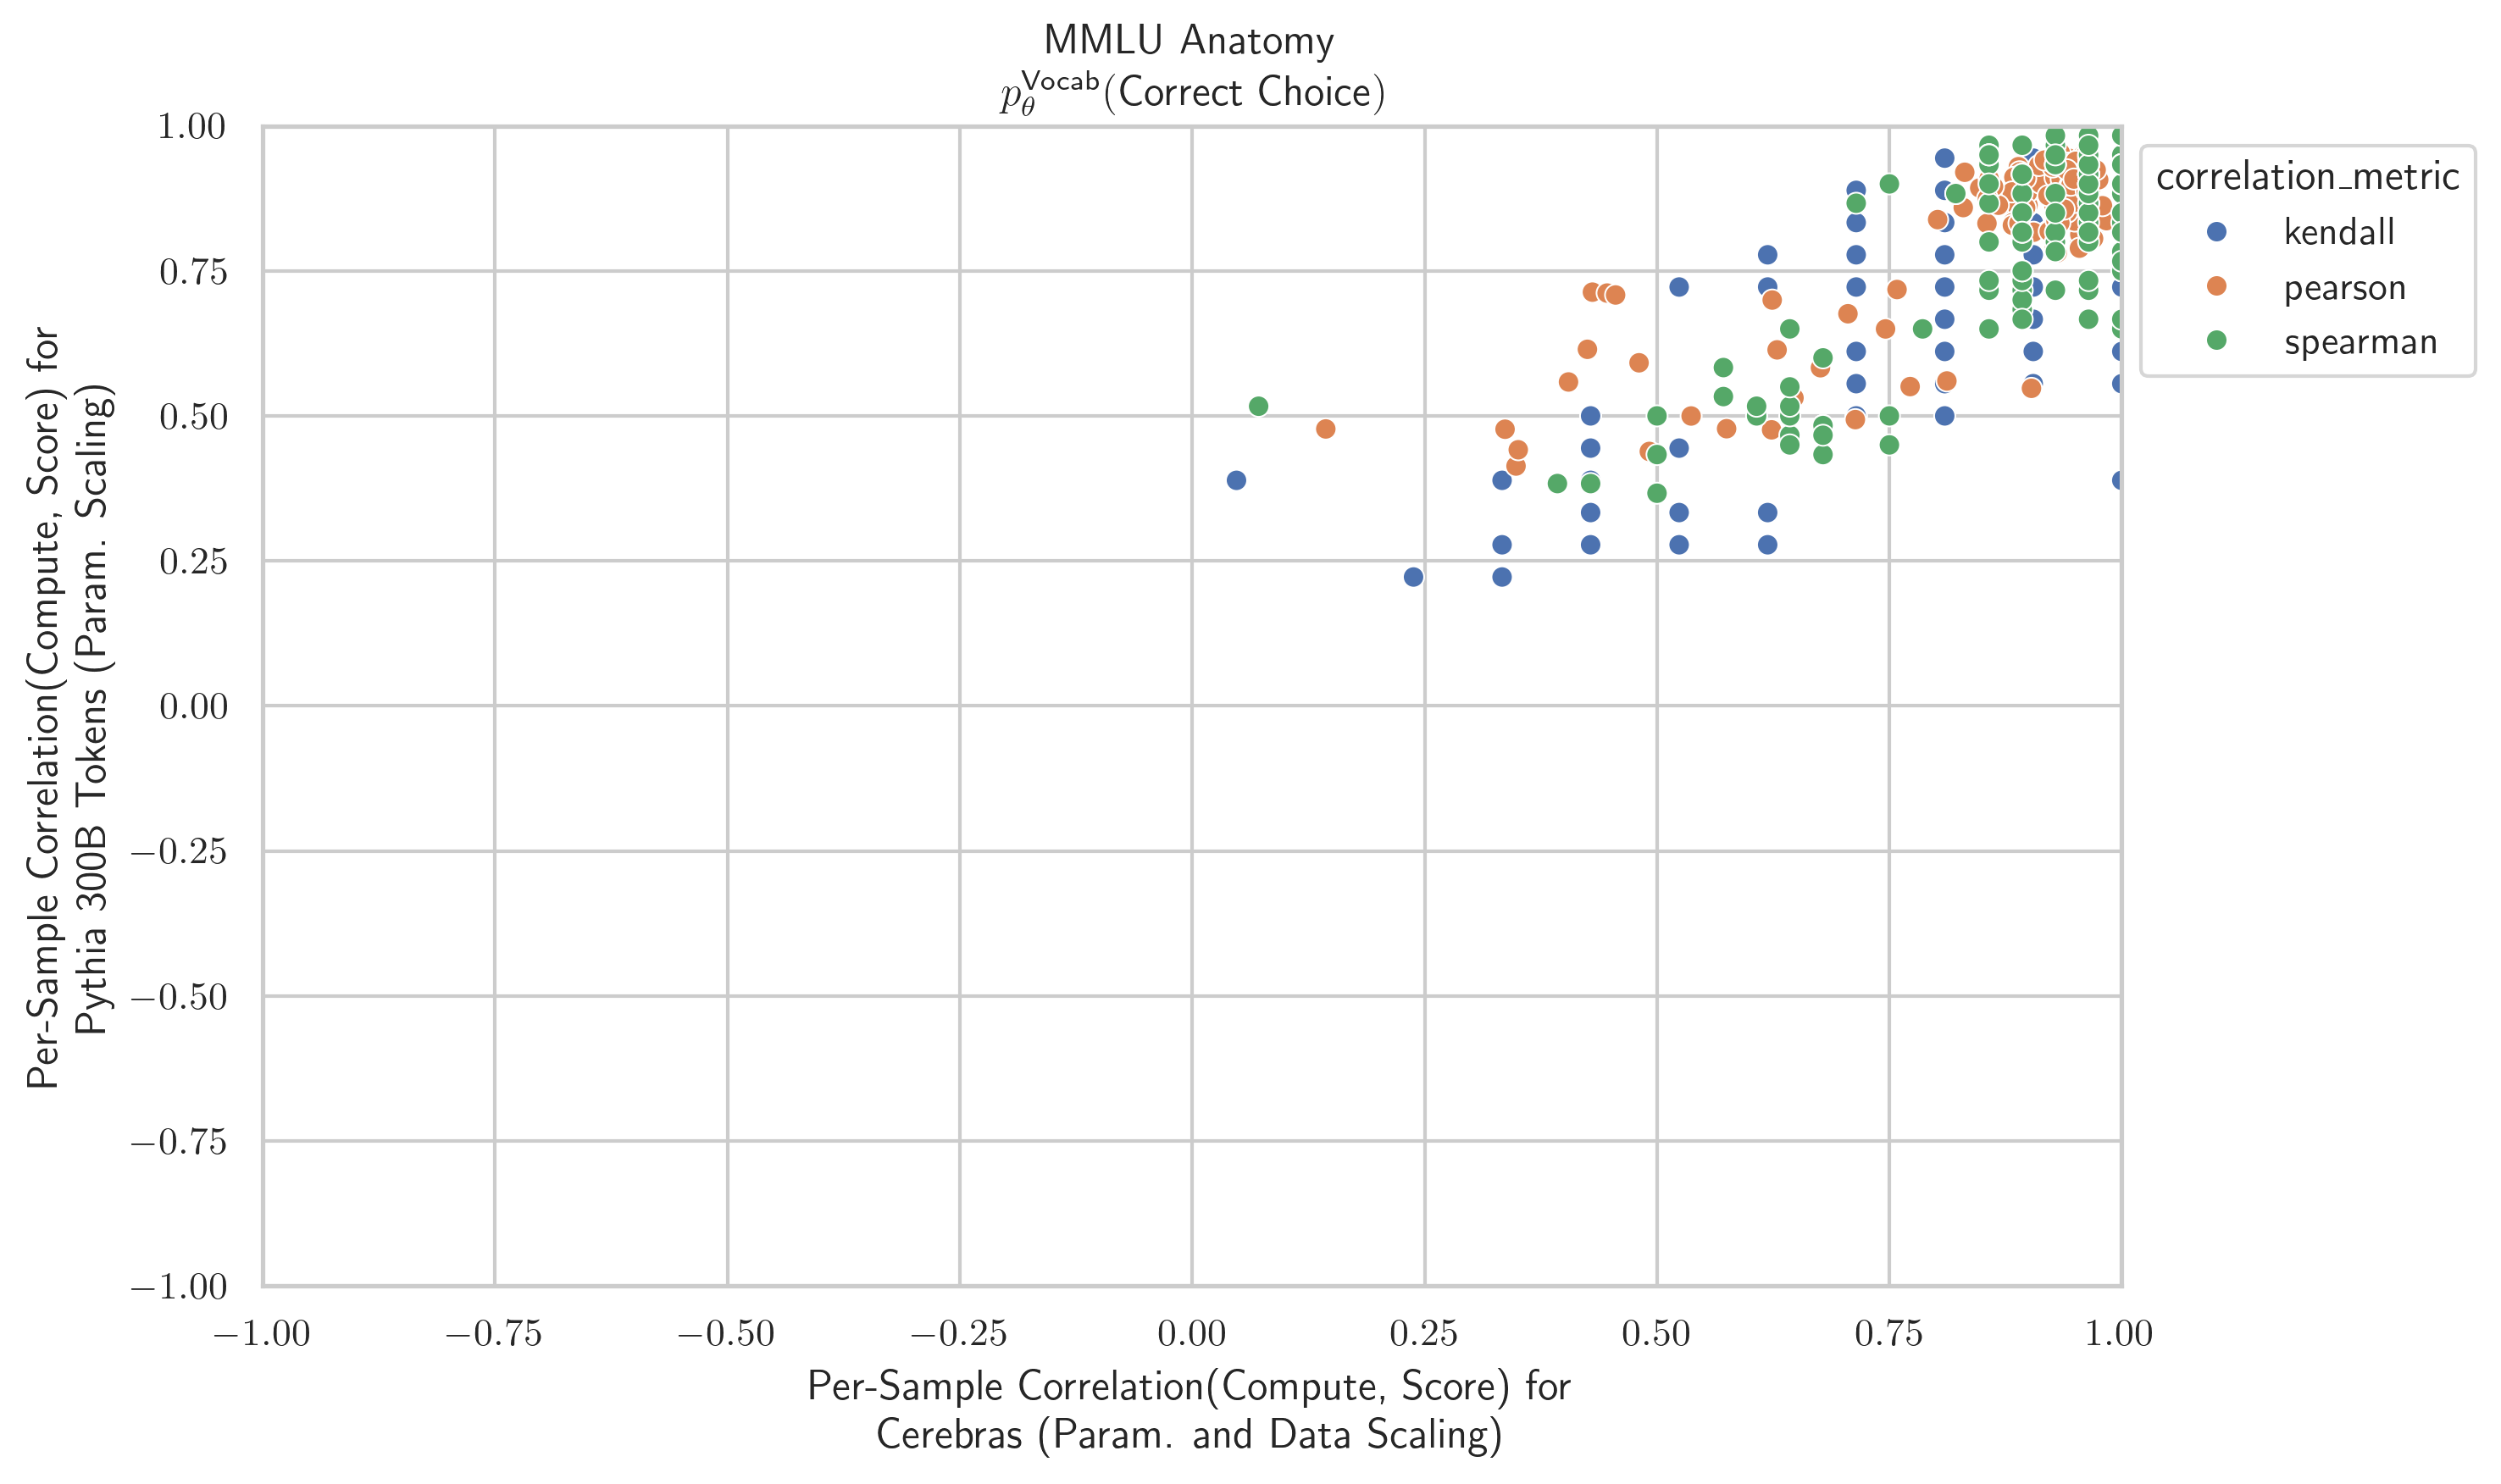 MMLU Anatomy
p_θ^Vocab(Correct Choice)
Per-Sample Correlation(Compute, Score) for
Pythia 300B Tokens (Param. Scaling)
1.00
0.75
0.50
0.25
0.00
−0.25
−0.50
−0.75
−1.00
−1.00 −0.75 −0.50 −0.25 0.00 0.25 0.50 0.75 1.00
Per-Sample Correlation(Compute, Score) for
Cerebras (Param. and Data Scaling)
correlation_metric
kendall
pearson
spearman